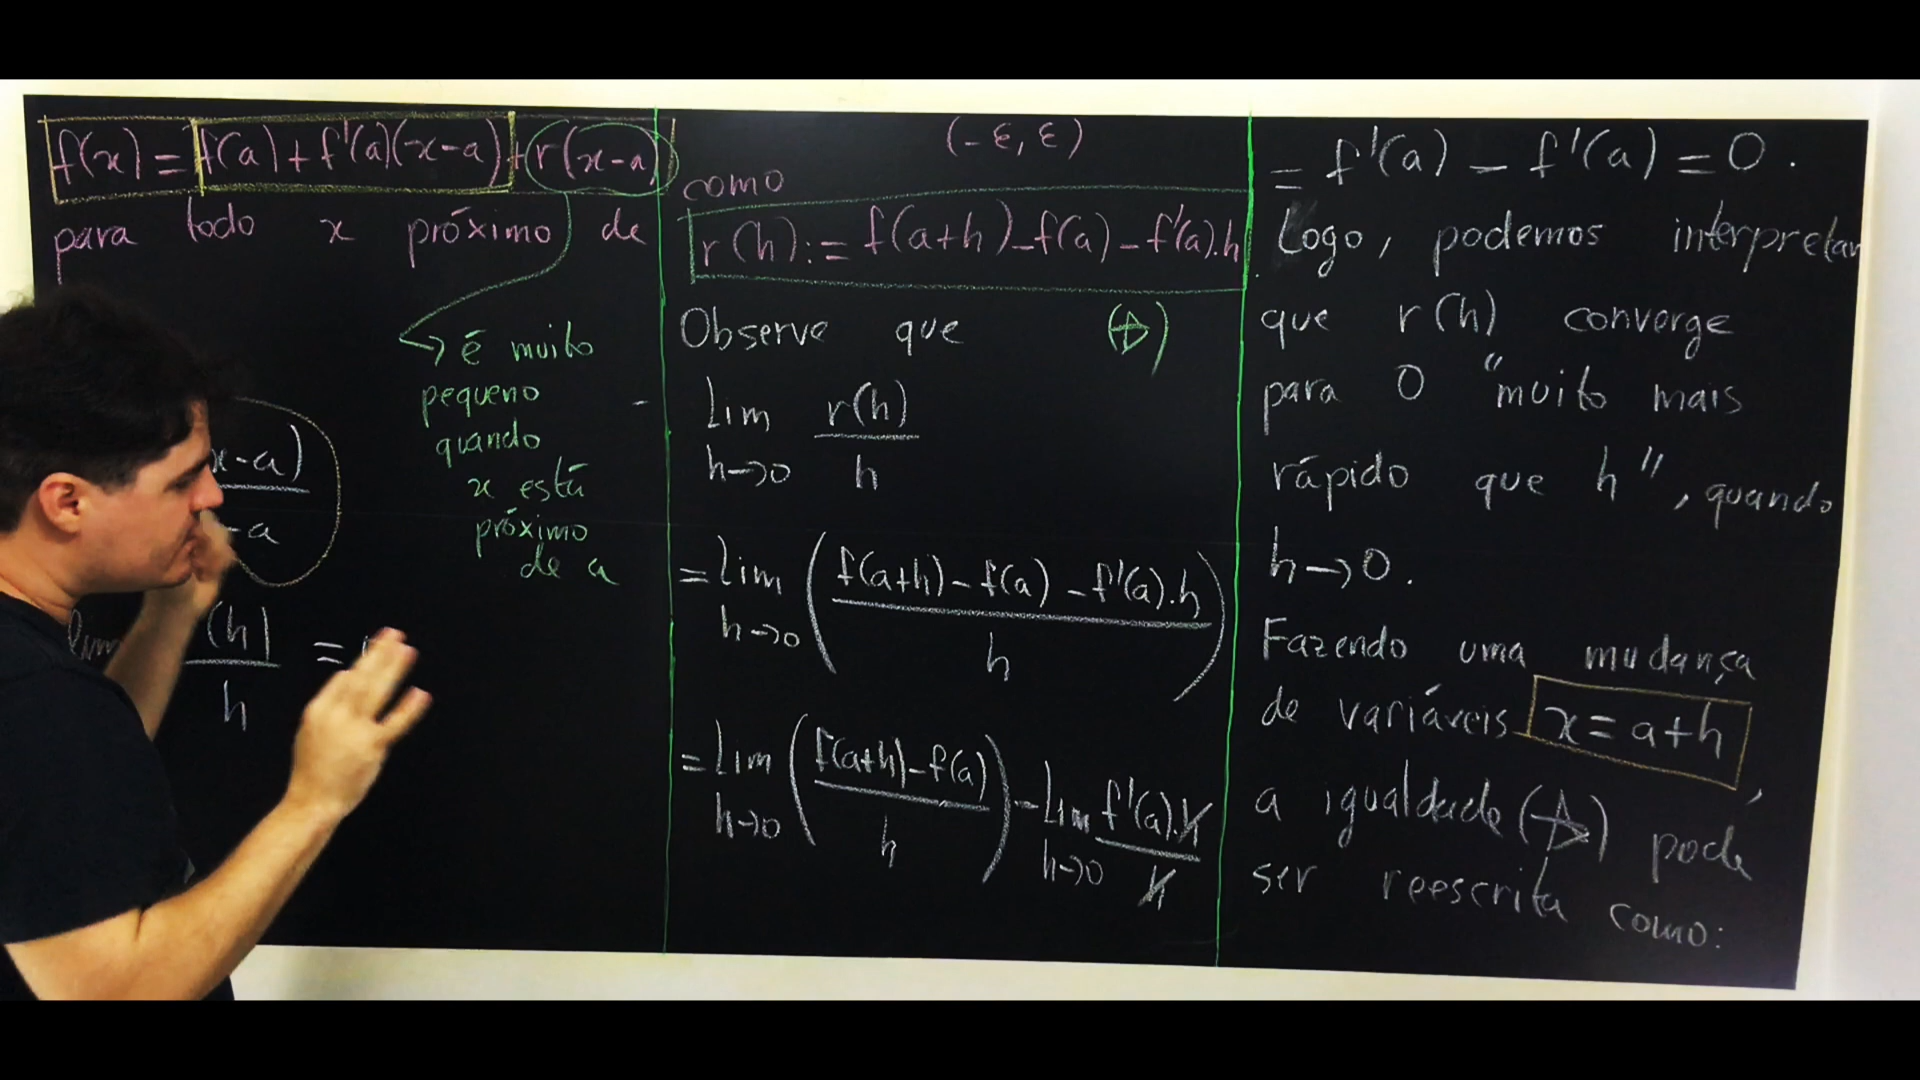 f(x) = f(a) + f'(a)(x-a) + r(x-a)
para todo x próximo de
↳ é muito
pequeno
quando
x está
próximo
de a
x-a)
-a
lim (h) =
h
(-ε, ε)
como
r(h) := f(a+h) - f(a) - f'(a).h
Observe que (☆)
Lim r(h)
h→0 h
= Lim ( f(a+h) - f(a) - f'(a).h )
h→0 h
= Lim ( f(a+h) - f(a) ) - Lim f'(a).h
h→0 h h→0 h
= f'(a) - f'(a) = 0.
Logo, podemos interpretar
que r(h) converge
para 0 "muito mais
rápido que h", quando
h→0.
Fazendo uma mudança
de variáveis x = a+h,
a igualdade (☆) pode
ser reescrita como: